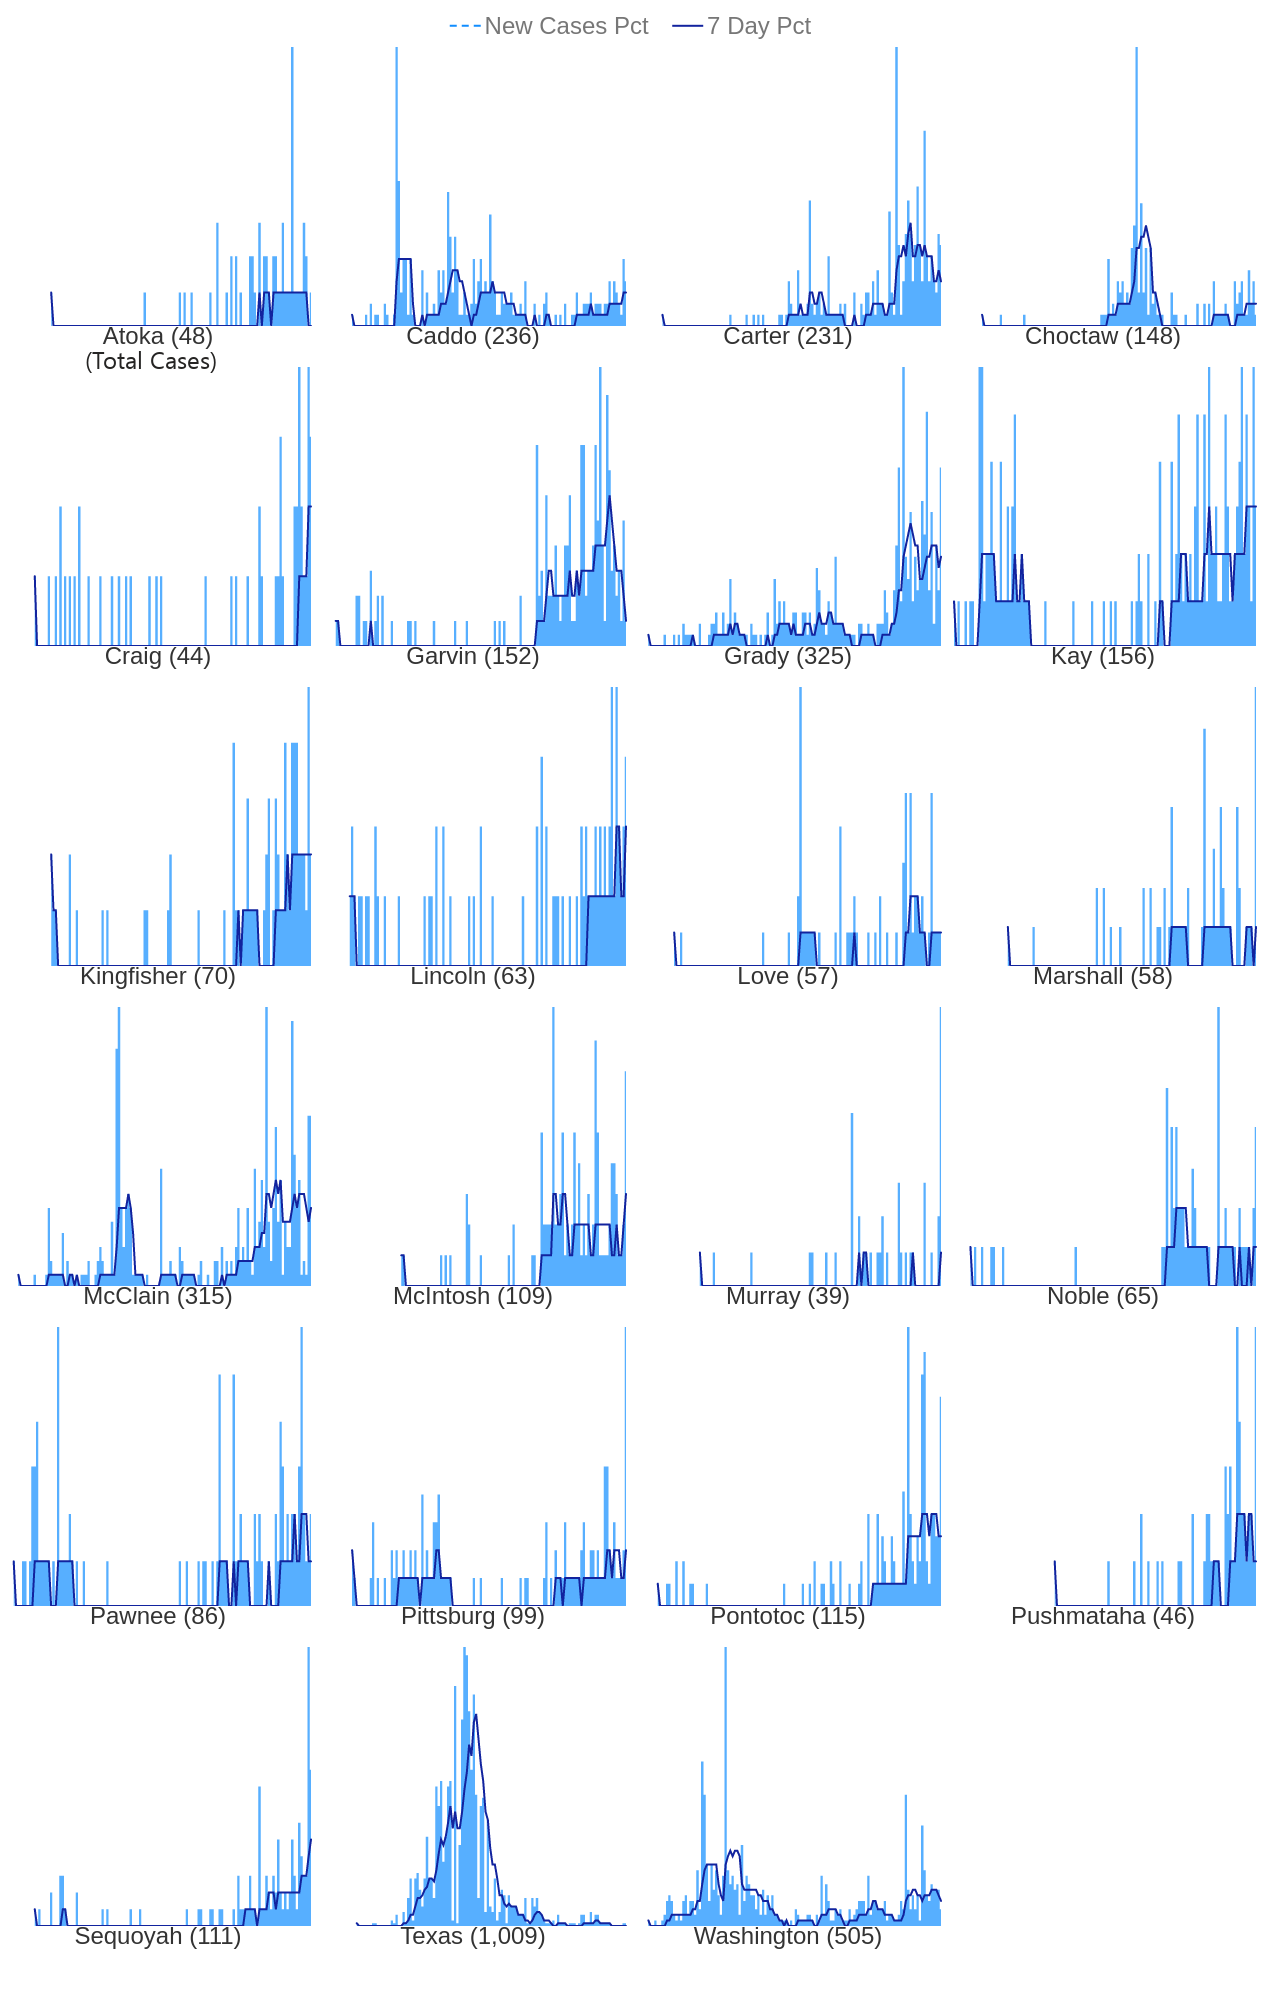 New Cases Pct 7 Day Pct
Atoka (48) Caddo (236) Carter (231) Choctaw (148)
(Total Cases)
Craig (44) Garvin (152) Grady (325) Kay (156)
Kingfisher (70) Lincoln (63) Love (57) Marshall (58)
McClain (315) McIntosh (109) Murray (39) Noble (65)
Pawnee (86) Pittsburg (99) Pontotoc (115) Pushmataha (46)
Sequoyah (111) Texas (1,009) Washington (505)